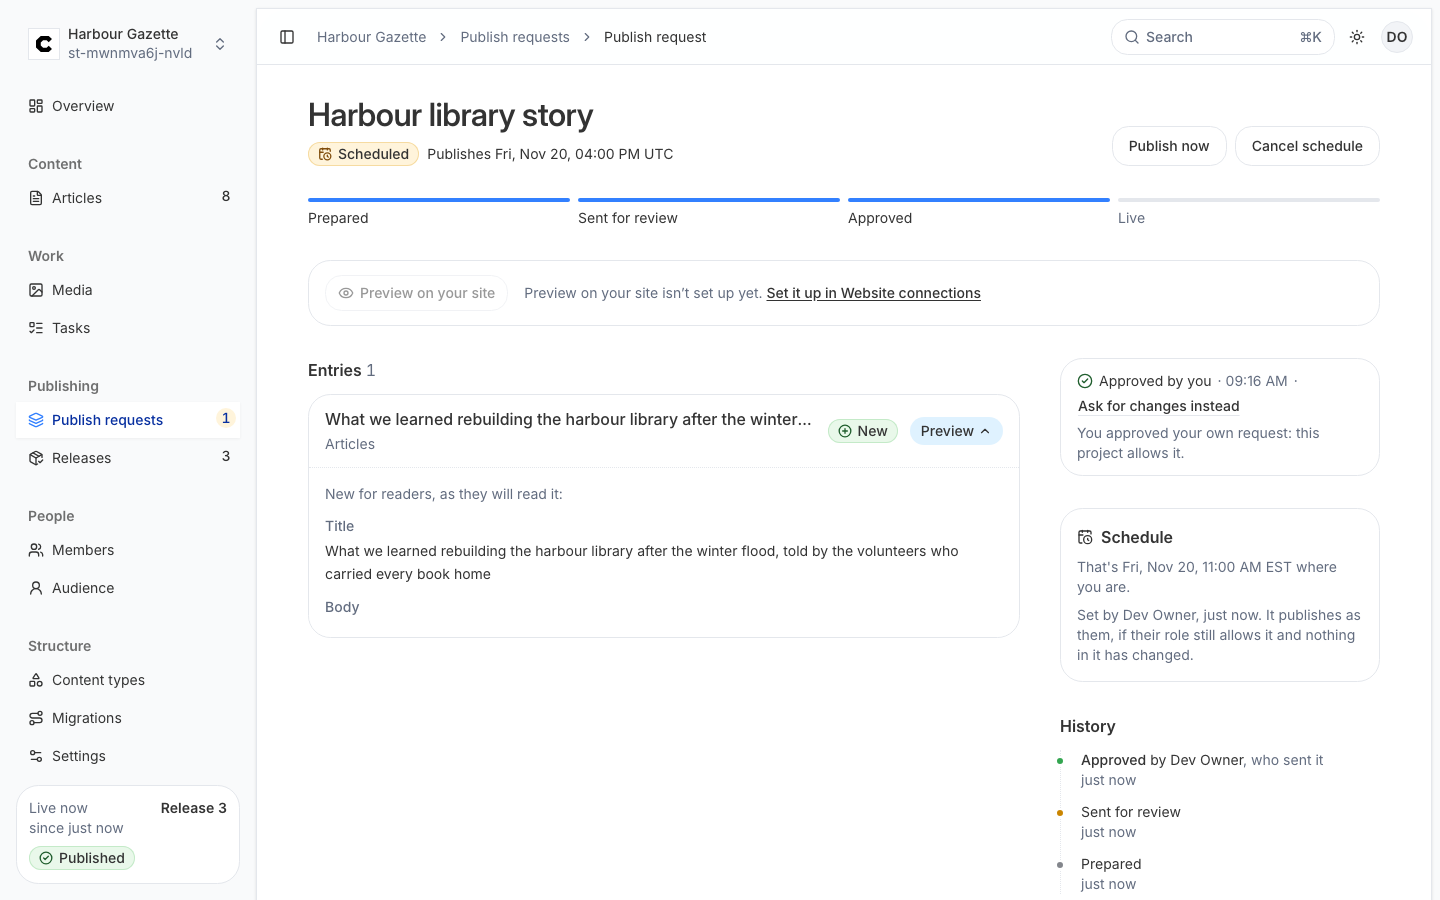 Harbour Gazette
st-mwnmva6j-nvld
Overview
Content
Articles 8
Work
Media
Tasks
Publishing
Publish requests 1
Releases 3
People
Members
Audience
Structure
Content types
Migrations
Settings
Live now Release 3
since just now
Published
Harbour Gazette > Publish requests > Publish request
Search ⌘K
DO
Harbour library story
Scheduled Publishes Fri, Nov 20, 04:00 PM UTC
Publish now Cancel schedule
Prepared Sent for review Approved Live
Preview on your site Preview on your site isn’t set up yet. Set it up in Website connections
Entries 1
What we learned rebuilding the harbour library after the winter…
Articles
New Preview
New for readers, as they will read it:
Title
What we learned rebuilding the harbour library after the winter flood, told by the volunteers who
carried every book home
Body
Approved by you · 09:16 AM ·
Ask for changes instead
You approved your own request: this
project allows it.
Schedule
That's Fri, Nov 20, 11:00 AM EST where
you are.
Set by Dev Owner, just now. It publishes as
them, if their role still allows it and nothing
in it has changed.
History
Approved by Dev Owner, who sent it
just now
Sent for review
just now
Prepared
just now